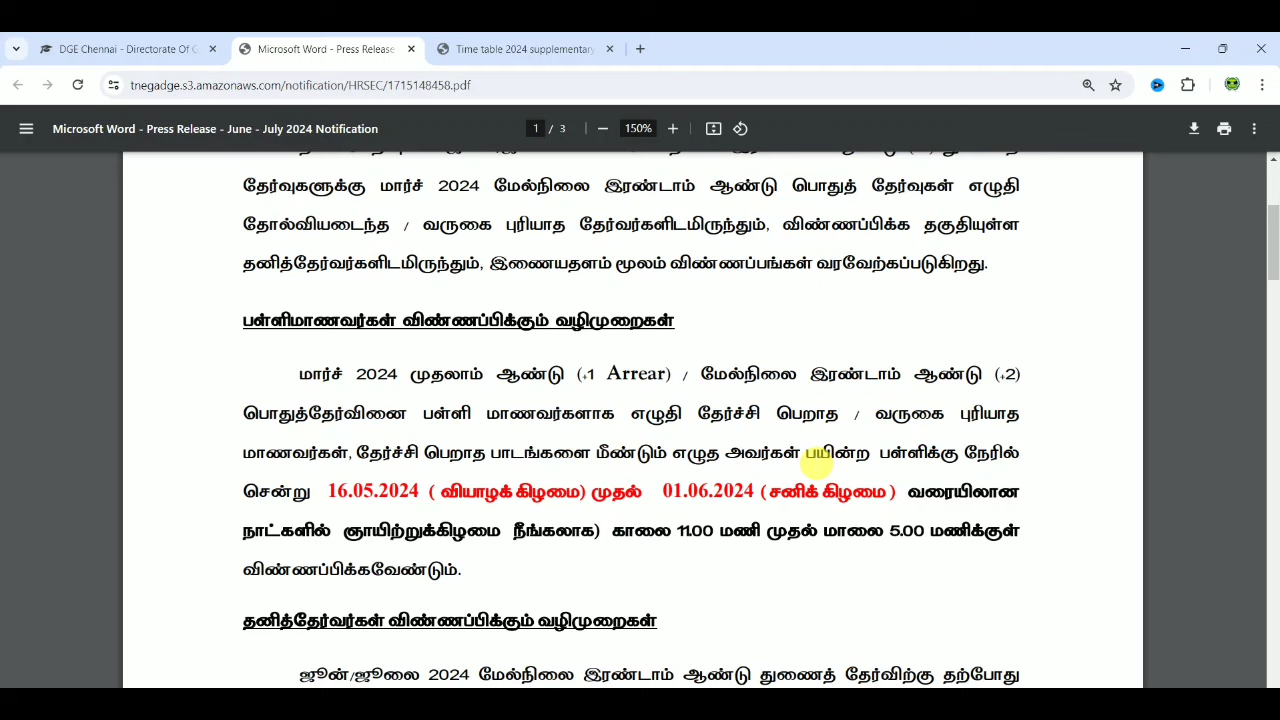 DGE Chennai - Directorate Of G
Microsoft Word - Press Release
Time table 2024 supplementary
tnegadge.s3.amazonaws.com/notification/HRSEC/1715148458.pdf
Microsoft Word - Press Release - June - July 2024 Notification
1 / 3
150%
தேர்வுகளுக்கு மார்ச் 2024 மேல்நிலை இரண்டாம் ஆண்டு பொதுத் தேர்வுகள் எழுதி
தோல்வியடைந்த / வருகை புரியாத தேர்வர்களிடமிருந்தும், விண்ணப்பிக்க தகுதியுள்ள
தனித்தேர்வர்களிடமிருந்தும், இணையதளம் மூலம் விண்ணப்பங்கள் வரவேற்கப்படுகிறது.
பள்ளிமாணவர்கள் விண்ணப்பிக்கும் வழிமுறைகள்
மார்ச் 2024 முதலாம் ஆண்டு (+1 Arrear) / மேல்நிலை இரண்டாம் ஆண்டு (+2)
பொதுத்தேர்வினை பள்ளி மாணவர்களாக எழுதி தேர்ச்சி பெறாத / வருகை புரியாத
மாணவர்கள், தேர்ச்சி பெறாத பாடங்களை மீண்டும் எழுத அவர்கள் பயின்ற பள்ளிக்கு நேரில்
சென்று 16.05.2024 ( வியாழக் கிழமை) முதல் 01.06.2024 ( சனிக் கிழமை ) வரையிலான
நாட்களில் ஞாயிற்றுக்கிழமை நீங்கலாக) காலை 11.00 மணி முதல் மாலை 5.00 மணிக்குள்
விண்ணப்பிக்கவேண்டும்.
தனித்தேர்வர்கள் விண்ணப்பிக்கும் வழிமுறைகள்
ஜூன்/ஜூலை 2024 மேல்நிலை இரண்டாம் ஆண்டு துணைத் தேர்விற்கு தற்போது